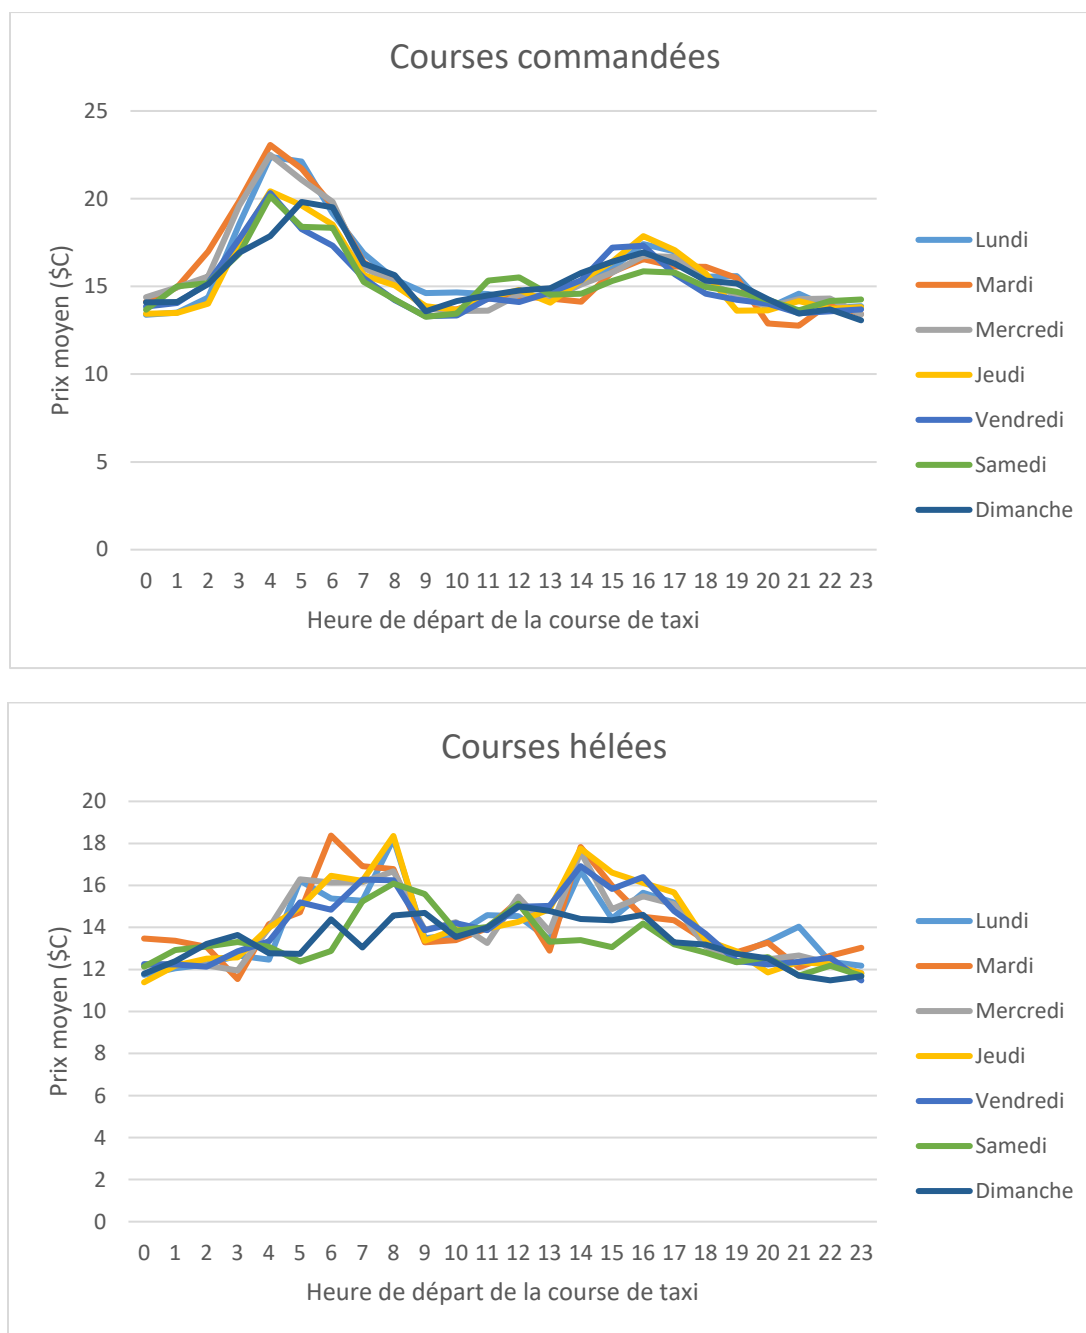 Courses commandées
25
20
15
10
5
0
Prix moyen ($C)
0 1 2 3 4 5 6 7 8 9 10 11 12 13 14 15 16 17 18 19 20 21 22 23
Heure de départ de la course de taxi
Lundi
Mardi
Mercredi
Jeudi
Vendredi
Samedi
Dimanche
Courses hélées
20
18
16
14
12
10
8
6
4
2
0
Prix moyen ($C)
0 1 2 3 4 5 6 7 8 9 10 11 12 13 14 15 16 17 18 19 20 21 22 23
Heure de départ de la course de taxi
Lundi
Mardi
Mercredi
Jeudi
Vendredi
Samedi
Dimanche